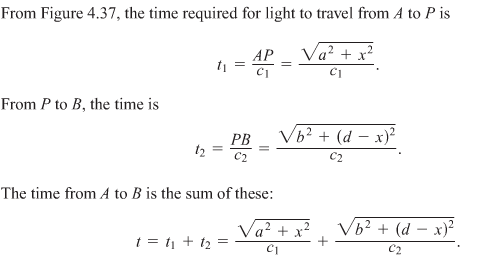 From Figure 4.37, the time required for light to travel from A to P is
t₁ = AP/c₁ = √(a² + x²)/c₁.
From P to B, the time is
t₂ = PB/c₂ = √(b² + (d − x)²)/c₂.
The time from A to B is the sum of these:
t = t₁ + t₂ = √(a² + x²)/c₁ + √(b² + (d − x)²)/c₂.